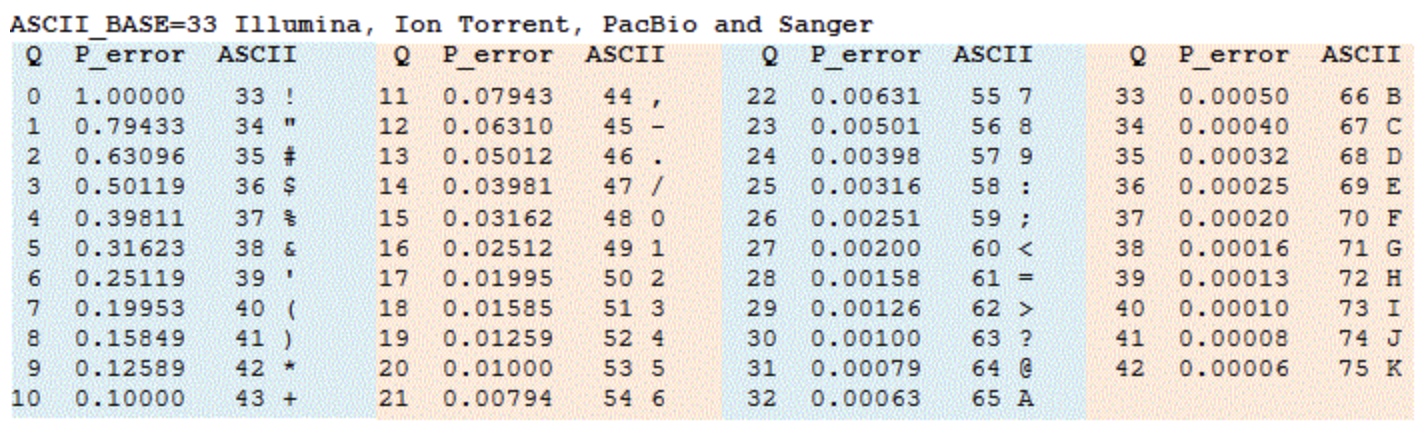 ASCII_BASE=33 Illumina, Ion Torrent, PacBio and Sanger
Q P_error ASCII Q P_error ASCII Q P_error ASCII Q P_error ASCII
0 1.00000 33 ! 11 0.07943 44 , 22 0.00631 55 7 33 0.00050 66 B
1 0.79433 34 " 12 0.06310 45 - 23 0.00501 56 8 34 0.00040 67 C
2 0.63096 35 # 13 0.05012 46 . 24 0.00398 57 9 35 0.00032 68 D
3 0.50119 36 $ 14 0.03981 47 / 25 0.00316 58 : 36 0.00025 69 E
4 0.39811 37 % 15 0.03162 48 0 26 0.00251 59 ; 37 0.00020 70 F
5 0.31623 38 & 16 0.02512 49 1 27 0.00200 60 < 38 0.00016 71 G
6 0.25119 39 ' 17 0.01995 50 2 28 0.00158 61 = 39 0.00013 72 H
7 0.19953 40 ( 18 0.01585 51 3 29 0.00126 62 > 40 0.00010 73 I
8 0.15849 41 ) 19 0.01259 52 4 30 0.00100 63 ? 41 0.00008 74 J
9 0.12589 42 * 20 0.01000 53 5 31 0.00079 64 @ 42 0.00006 75 K
10 0.10000 43 + 21 0.00794 54 6 32 0.00063 65 A